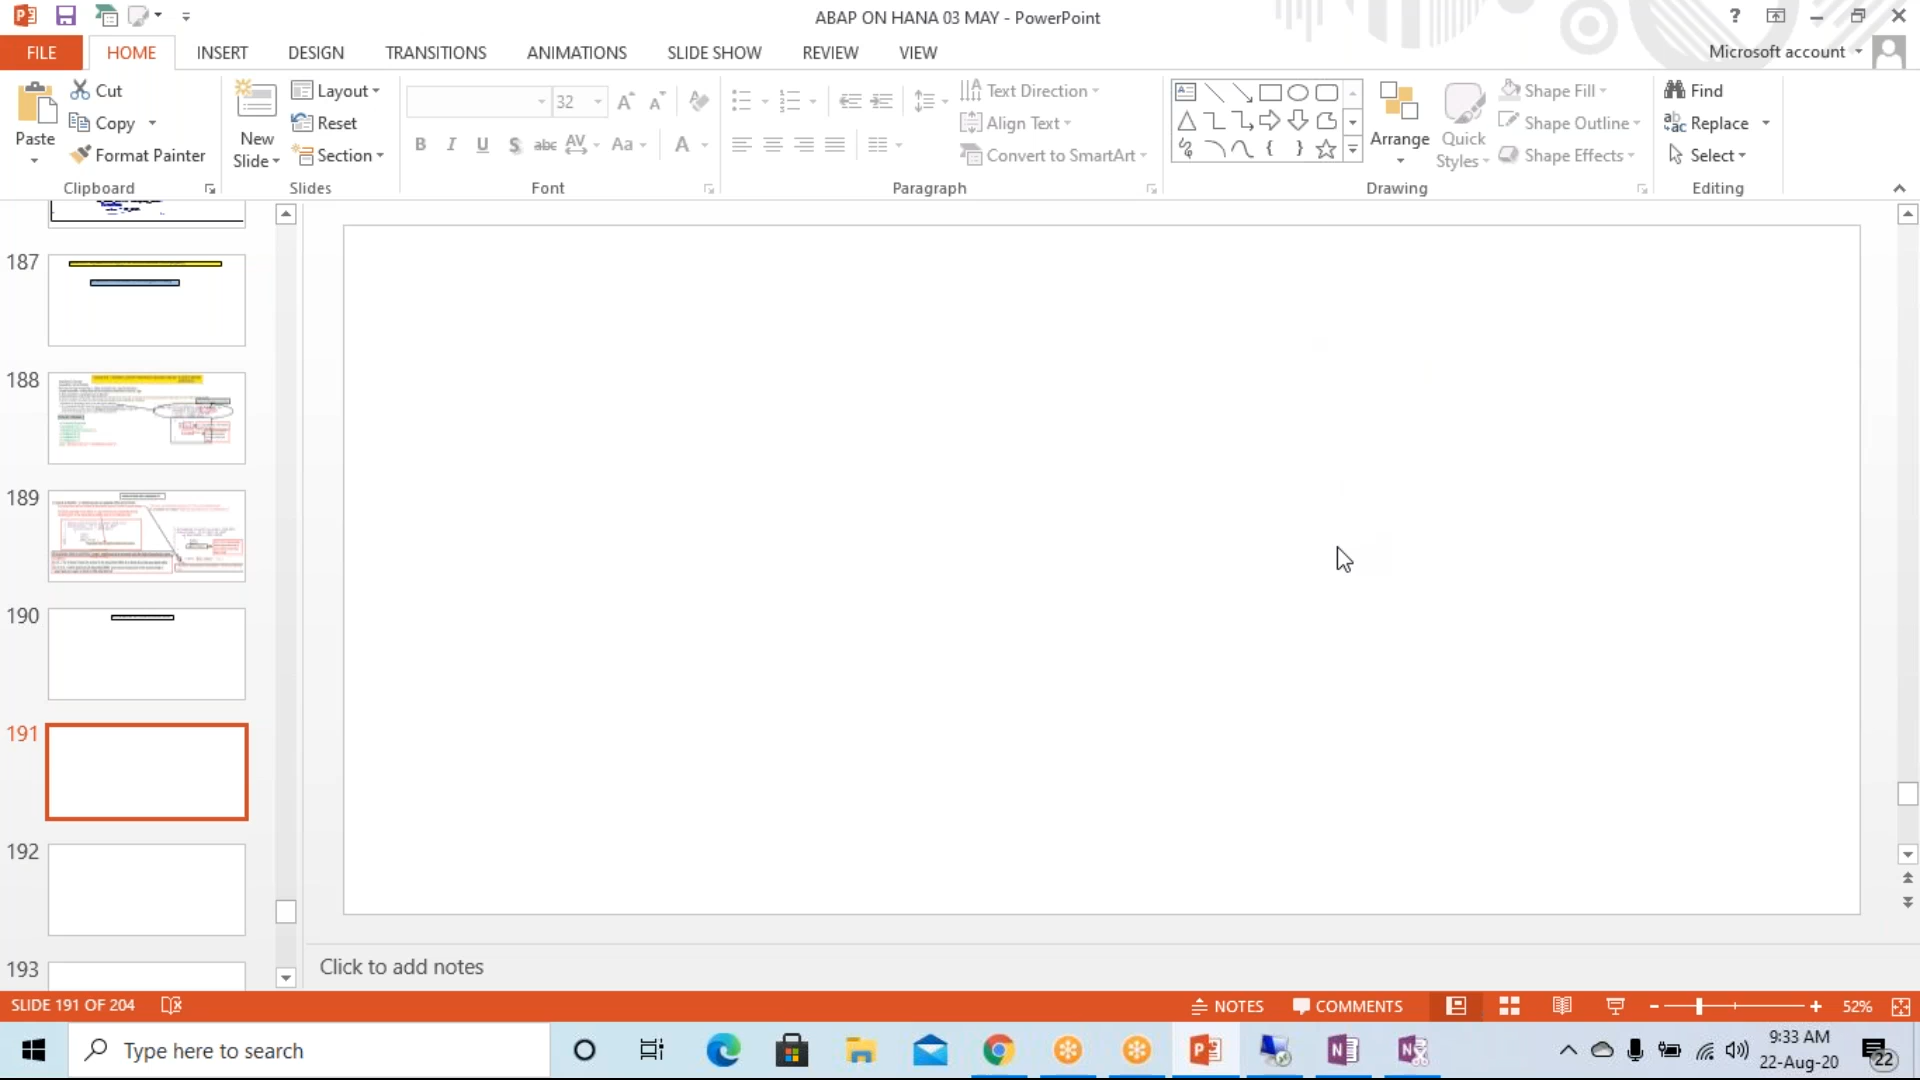 ABAP ON HANA 03 MAY - PowerPoint
?
FILE
HOME
INSERT
DESIGN
TRANSITIONS
ANIMATIONS
SLIDE SHOW
REVIEW
VIEW
Microsoft account
Paste
Cut
Copy
Format Painter
Clipboard
New
Slide
Layout
Reset
Section
Slides
32
B I U S abc AV Aa A
Font
Text Direction
Align Text
Convert to SmartArt
Paragraph
Arrange
Quick
Styles
Shape Fill
Shape Outline
Shape Effects
Drawing
Find
Replace
Select
Editing
187
188
189
190
191
192
193
Click to add notes
SLIDE 191 OF 204
NOTES
COMMENTS
52%
Type here to search
9:33 AM
22-Aug-20
22